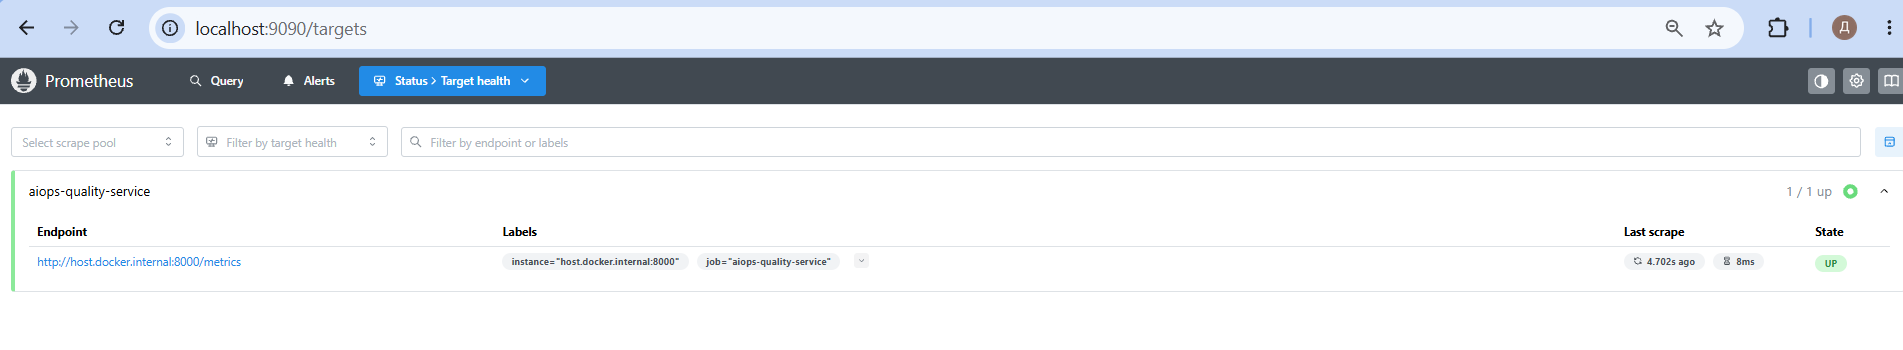 localhost:9090/targets
Д
Prometheus Query Alerts Status > Target health
Select scrape pool Filter by target health Filter by endpoint or labels
aiops-quality-service 1 / 1 up
Endpoint Labels Last scrape State
http://host.docker.internal:8000/metrics instance="host.docker.internal:8000" job="aiops-quality-service" 4.702s ago 8ms UP